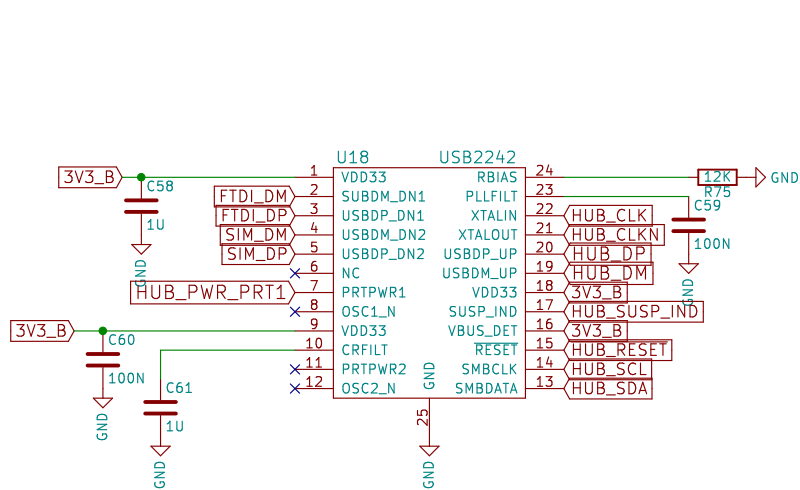 U18 USB2242
3V3_B 1 VDD33 RBIAS 24 12K GND
R75
C58 FTDI_DM 2 SUBDM_DN1 PLLFILT 23 C59
1U FTDI_DP 3 USBDP_DN1 XTALIN 22 HUB_CLK
SIM_DM 4 USBDM_DN2 XTALOUT 21 HUB_CLKN 100N
SIM_DP 5 USBDP_DN2 USBDP_UP 20 HUB_DP
GND 6 NC USBDM_UP 19 HUB_DM GND
HUB_PWR_PRT1 7 PRTPWR1 VDD33 18 3V3_B
8 OSC1_N SUSP_IND 17 HUB_SUSP_IND
3V3_B 9 VDD33 VBUS_DET 16 3V3_B
C60 10 CRFILT RESET 15 HUB_RESET
100N 11 PRTPWR2 GND SMBCLK 14 HUB_SCL
C61 12 OSC2_N SMBDATA 13 HUB_SDA
GND 1U 25
GND GND